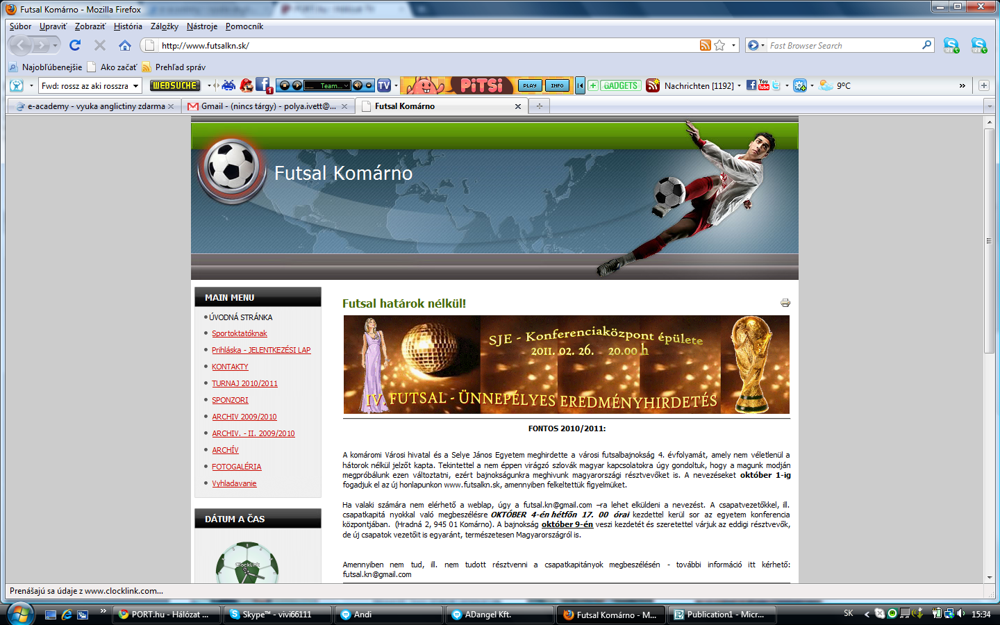 Futsal Komárno - Mozilla Firefox
Súbor Upraviť Zobraziť História Záložky Nástroje Pomocník
http://www.futsalkn.sk/
Fast Browser Search
Najobľúbenejšie Ako začať Prehľad správ
Fwd: rossz az aki rosszra WEBSUCHE 1 Team... TV PiTSi PLAY INFO GADGETS Nachrichten [1192] You Tube 9°C
e-academy - vyuka anglictiny zdarma Gmail - (nincs tárgy) - polya.ivett@... Futsal Komárno
Futsal Komárno
MAIN MENU
ÚVODNÁ STRÁNKA
Sportoktatóknak
Prihláska - JELENTKEZÉSI LAP
KONTAKTY
TURNAJ 2010/2011
SPONZORI
ARCHIV 2009/2010
ARCHIV. - II. 2009/2010
ARCHÍV
FOTOGALÉRIA
Vyhladavanie
DÁTUM A ČAS
ClockLink
Futsal határok nélkül!
SJE - Konferenciaközpont épülete
2011. 02. 26. 20.00 h
IV. FUTSAL - ÜNNEPÉLYES EREDMÉNYHIRDETÉS
FONTOS 2010/2011:
A komáromi Városi hivatal és a Selye János Egyetem meghirdette a városi futsalbajnokság 4. évfolyamát, amely nem véletlenül a
hátorok nélkül jelzőt kapta. Tekintettel a nem éppen virágzó szlovák magyar kapcsolatokra úgy gondoltuk, hogy a magunk modján
megpróbálunk ezen változtatni, ezért bajnokságunkra meghivunk magyarországi résztvevőket is. A nevezéseket október 1-ig
fogadjuk el az új honlapunkon www.futsalkn.sk, amennyiben felkeltettük figyelmüket.
Ha valaki számára nem elérhető a weblap, úgy a futsal.kn@gmail.com –ra lehet elküldeni a nevezést. A csapatvezetőkkel, ill.
csapatkapitá nyokkal való megbeszélésre OKTÓBER 4-én hétfőn 17. 00 órai kezdettel kerül sor az egyetem konferencia
központjában. (Hradná 2, 945 01 Komárno). A bajnokság október 9-én veszi kezdetét és szeretettel várjuk az eddigi résztvevők,
de új csapatok vezetőit is egyaránt, természetesen Magyarországról is.
Amennyiben nem tud, ill. nem tudott résztvenni a csapatkapitányok megbeszélésén - további információ itt kérhető:
futsal.kn@gmail.com
Prenášajú sa údaje z www.clocklink.com...
PORT.hu - Hálózat ... Skype™ - vivi66111 Andi ADangel Kft. Futsal Komárno - M... Publication1 - Micr... SK 15:34